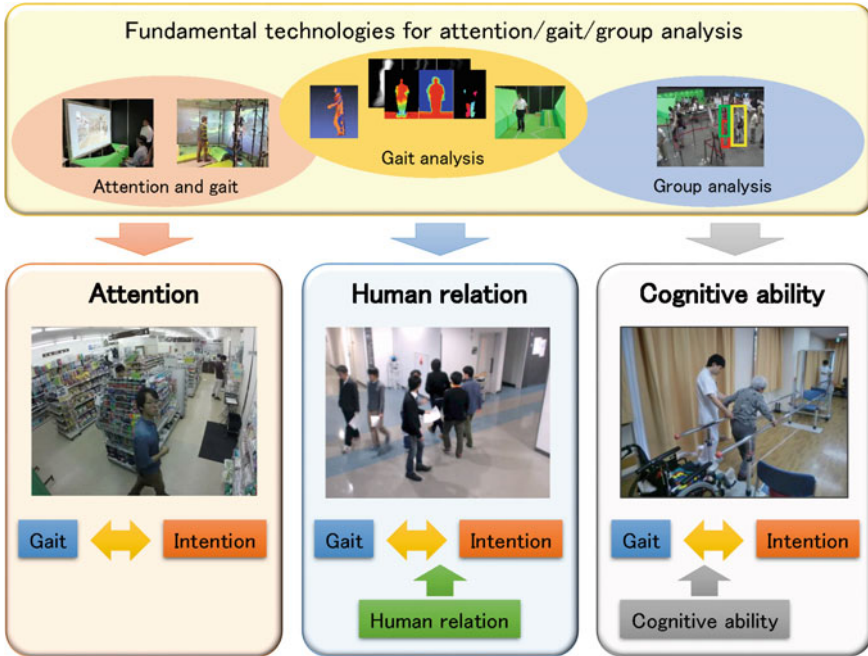 Fundamental technologies for attention/gait/group analysis
Attention and gait
Gait analysis
Group analysis
Attention
Human relation
Cognitive ability
Gait
Intention
Gait
Intention
Gait
Intention
Human relation
Cognitive ability